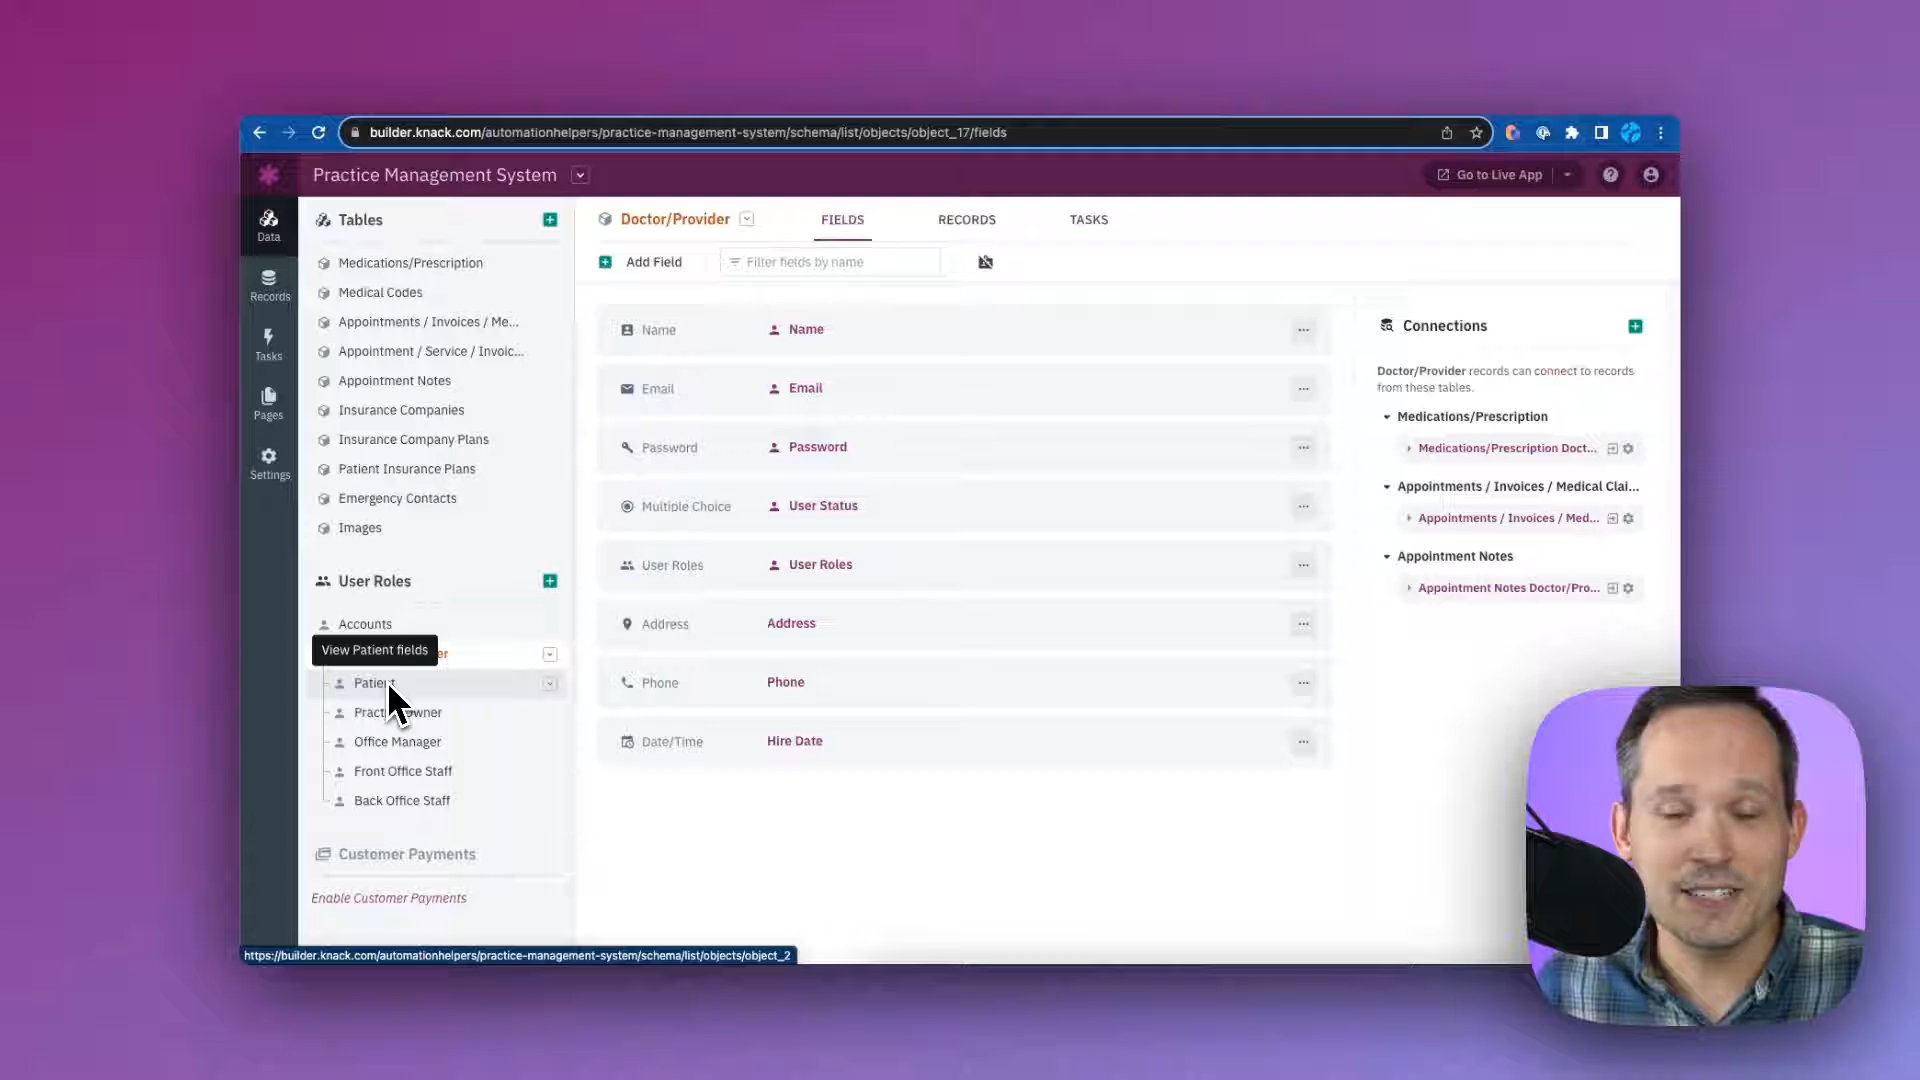 builder.knack.com/automationhelpers/practice-management-system/schema/list/objects/object_17/fields
Practice Management System
Go to Live App
Data
Records
Tasks
Pages
Settings
Tables
Medications/Prescription
Medical Codes
Appointments / Invoices / Me...
Appointment / Service / Invoic...
Appointment Notes
Insurance Companies
Insurance Company Plans
Patient Insurance Plans
Emergency Contacts
Images
User Roles
Accounts
View Patient fields
Patient
Office Manager
Front Office Staff
Back Office Staff
Customer Payments
Enable Customer Payments
https://builder.knack.com/automationhelpers/practice-management-system/schema/list/objects/object_2
Doctor/Provider
FIELDS
RECORDS
TASKS
Add Field
Filter fields by name
Name Name
Email Email
Password Password
Multiple Choice User Status
User Roles User Roles
Address Address
Phone Phone
Date/Time Hire Date
Connections
Doctor/Provider records can connect to records
from these tables.
Medications/Prescription
Medications/Prescription Doct...
Appointments / Invoices / Medical Clai...
Appointments / Invoices / Med...
Appointment Notes
Appointment Notes Doctor/Pro...